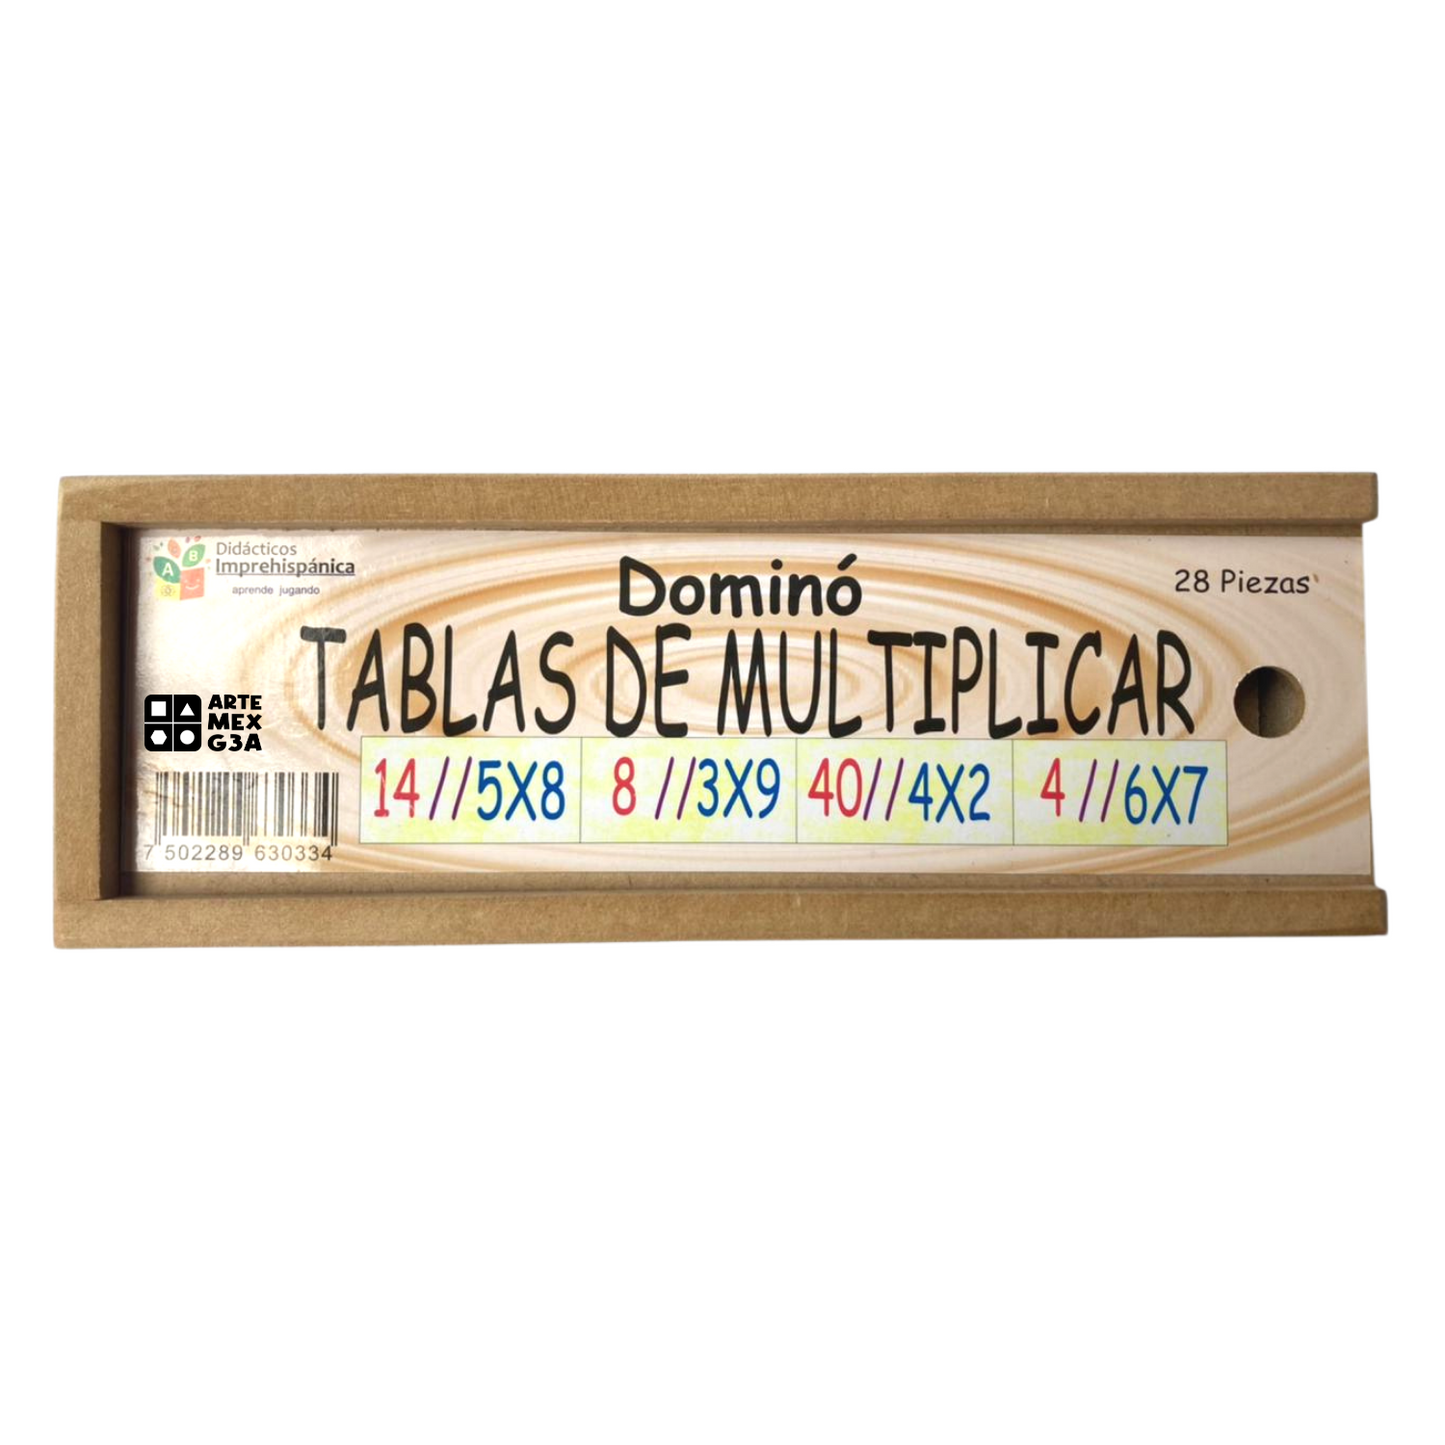 Didácticos
Imprehispánica
aprende jugando
Dominó
28 Piezas
TABLAS DE MULTIPLICAR
ARTE
MEX
G3A
14//5X8 8//3X9 40//4X2 4//6X7
7 502289 630334